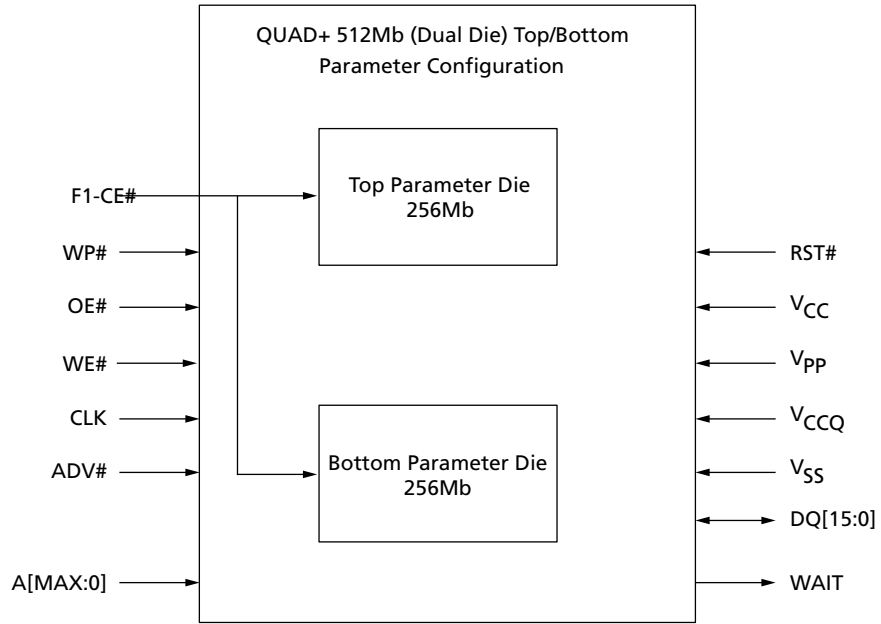 QUAD+ 512Mb (Dual Die) Top/Bottom
Parameter Configuration
Top Parameter Die
256Mb
Bottom Parameter Die
256Mb
F1-CE#
WP#
OE#
WE#
CLK
ADV#
A[MAX:0]
RST#
VCC
VPP
VCCQ
VSS
DQ[15:0]
WAIT